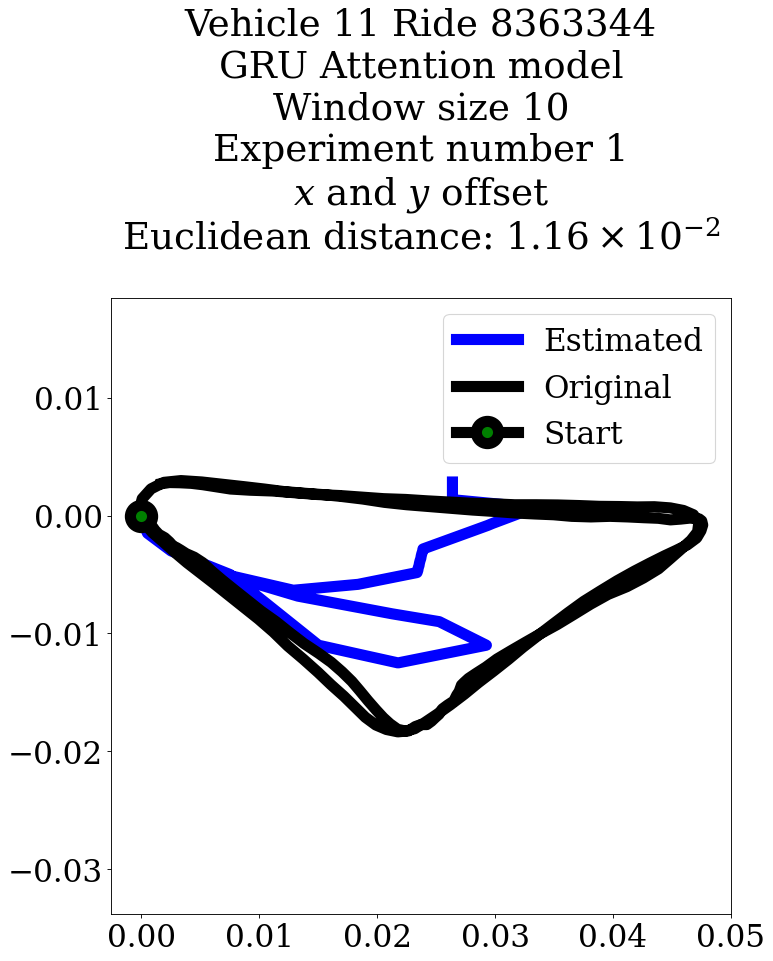 Vehicle 11 Ride 8363344
GRU Attention model
Window size 10
Experiment number 1
x and y offset
Euclidean distance: 1.16 × 10⁻²
Estimated
Original
Start
0.01
0.00
−0.01
−0.02
−0.03
0.00 0.01 0.02 0.03 0.04 0.05